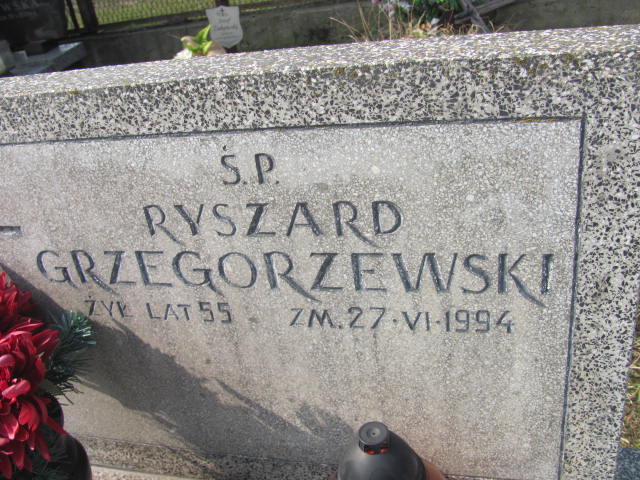 Ś.P.
RYSZARD
GRZEGORZEWSKI
ŻYŁ LAT 55 ZM. 27·VI·1994